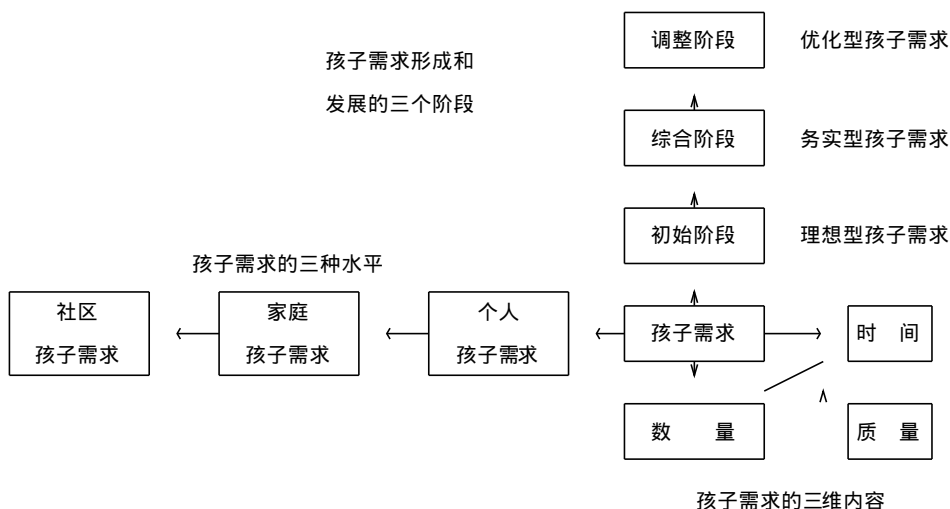 调整阶段 优化型孩子需求
孩子需求形成和
发展的三个阶段
综合阶段 务实型孩子需求
初始阶段 理想型孩子需求
孩子需求的三种水平
社区
孩子需求
家庭
孩子需求
个人
孩子需求
孩子需求
时 间
数 量
质 量
孩子需求的三维内容